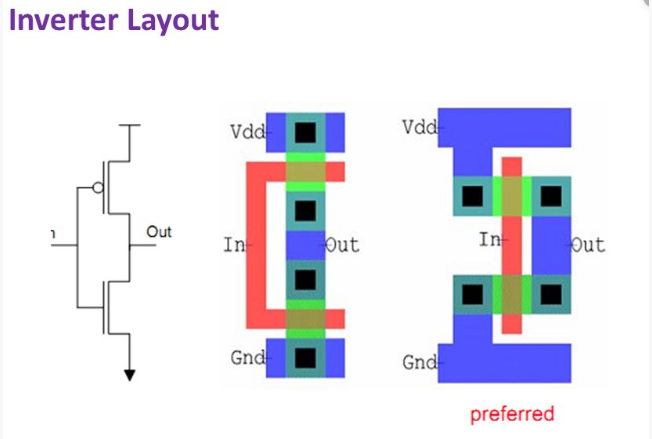 Inverter Layout
Vdd
Vdd
Out
In
Out
In
Out
Gnd
Gnd
preferred